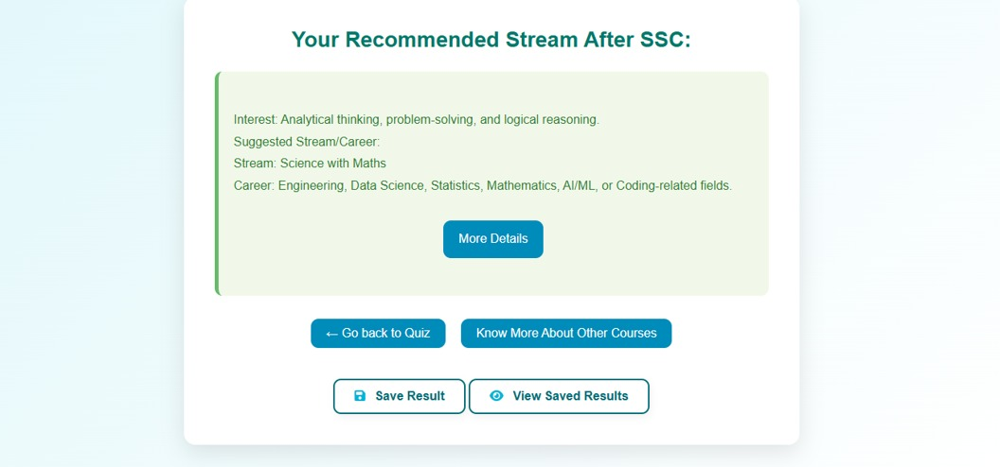 Your Recommended Stream After SSC:
Interest: Analytical thinking, problem-solving, and logical reasoning.
Suggested Stream/Career:
Stream: Science with Maths
Career: Engineering, Data Science, Statistics, Mathematics, AI/ML, or Coding-related fields.
More Details
← Go back to Quiz
Know More About Other Courses
Save Result
View Saved Results